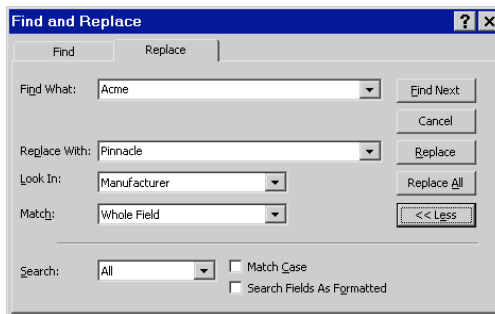 Find and Replace
Find Replace
Find What: Acme Find Next
Cancel
Replace With: Pinnacle Replace
Look In: Manufacturer Replace All
Match: Whole Field << Less
Search: All Match Case
Search Fields As Formatted